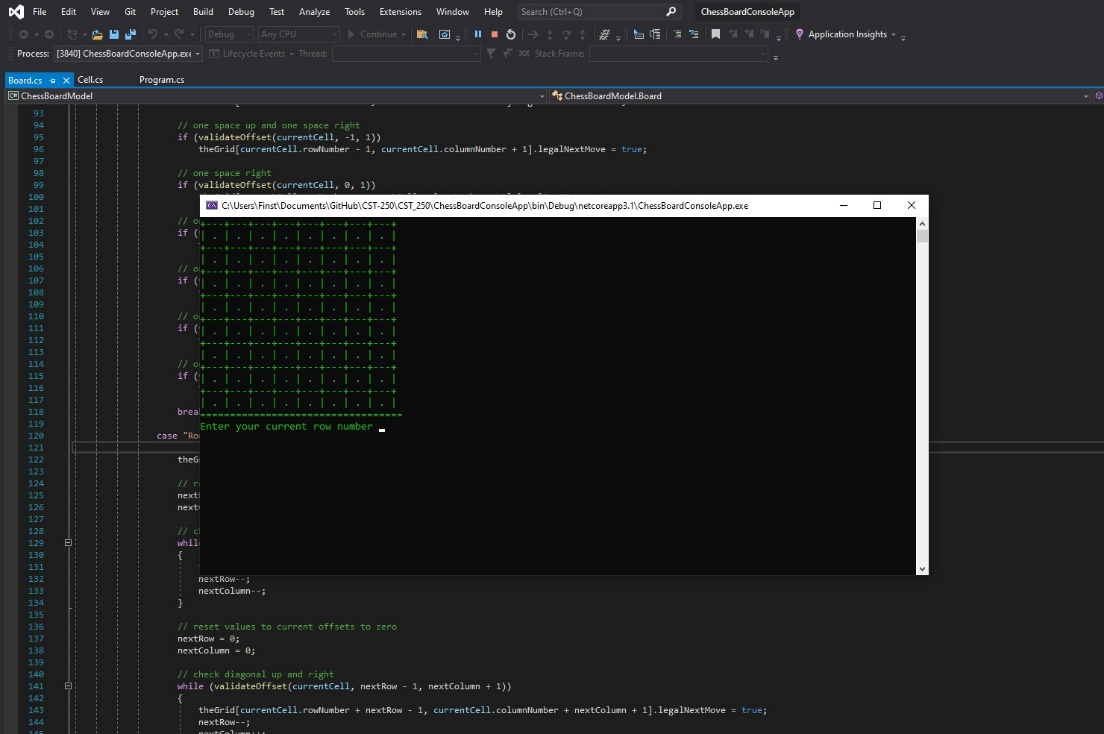 File Edit View Git Project Build Debug Test Analyze Tools Extensions Window Help Search (Ctrl+Q) ChessBoardConsoleApp
Debug Any CPU Continue Application Insights
Process: [3840] ChessBoardConsoleApp.exe Lifecycle Events Thread: Stack Frame:
Board.cs Cell.cs Program.cs
ChessBoardModel ChessBoardModel.Board
93
94 // one space up and one space right
95 if (validateOffset(currentCell, -1, 1))
96 theGrid[currentCell.rowNumber - 1, currentCell.columnNumber + 1].legalNextMove = true;
97
98 // one space right
99 if (validateOffset(currentCell, 0, 1))
100
C:\Users\Finst\Documents\GitHub\CST-250\CST_250\ChessBoardConsoleApp\bin\Debug\netcoreapp3.1\ChessBoardConsoleApp.exe
101
102 // o
103 if (
104
105
106 // o
107 if (
108
109
110 // o
111 if (
112
113
114 // o
115 if (
116
117
118 brea
119
+---+---+---+---+---+---+---+---+
| . | . | . | . | . | . | . | . |
+---+---+---+---+---+---+---+---+
| . | . | . | . | . | . | . | . |
+---+---+---+---+---+---+---+---+
| . | . | . | . | . | . | . | . |
+---+---+---+---+---+---+---+---+
| . | . | . | . | . | . | . | . |
+---+---+---+---+---+---+---+---+
| . | . | . | . | . | . | . | . |
+---+---+---+---+---+---+---+---+
| . | . | . | . | . | . | . | . |
+---+---+---+---+---+---+---+---+
| . | . | . | . | . | . | . | . |
+---+---+---+---+---+---+---+---+
| . | . | . | . | . | . | . | . |
==================================
Enter your current row number
120 case "Ro
121
122 theG
123
124 // r
125 next
126 next
127
128 // c
129 whil
130 {
131
132 nextRow--;
133 nextColumn--;
134 }
135
136 // reset values to current offsets to zero
137 nextRow = 0;
138 nextColumn = 0;
139
140 // check diagonal up and right
141 while (validateOffset(currentCell, nextRow - 1, nextColumn + 1))
142 {
143 theGrid[currentCell.rowNumber + nextRow - 1, currentCell.columnNumber + nextColumn + 1].legalNextMove = true;
144 nextRow--;